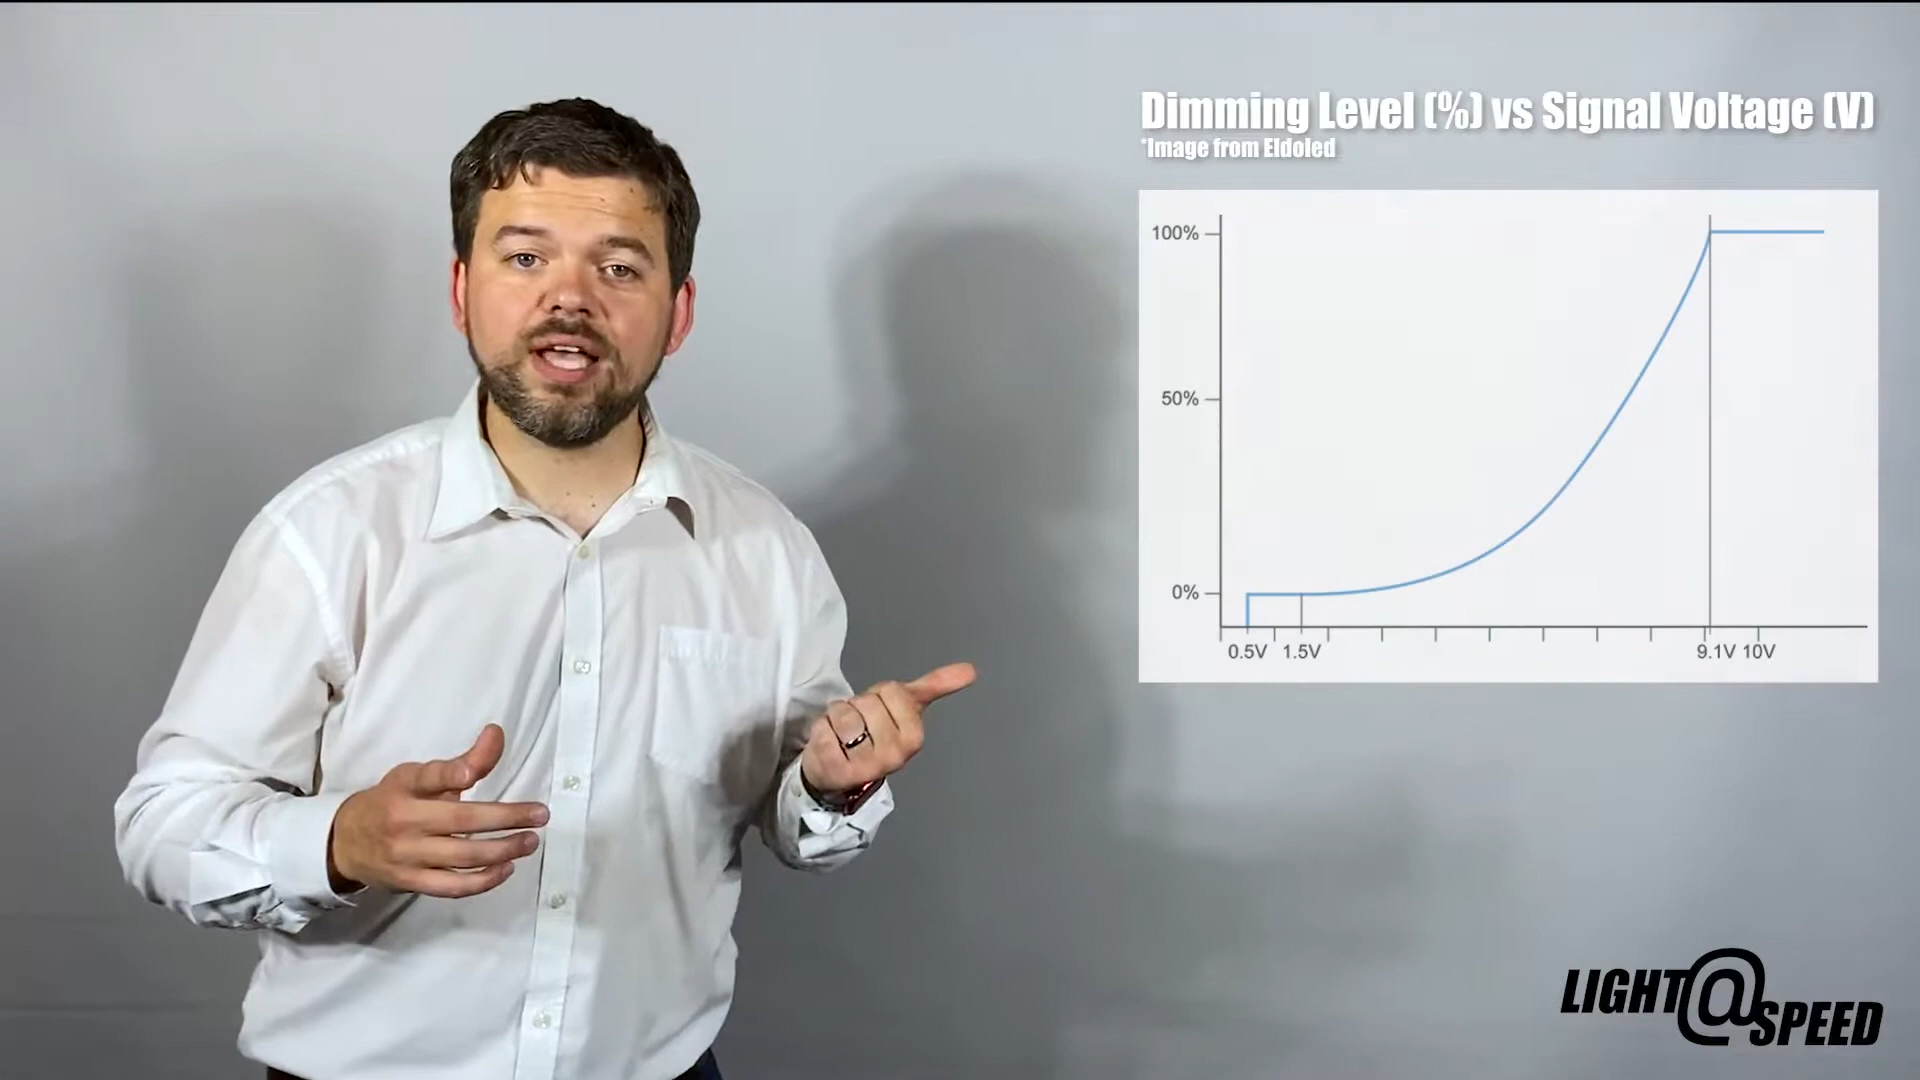 Dimming Level (%) vs Signal Voltage (V)
*Image from Eldoled
100%
50%
0%
0.5V 1.5V 9.1V 10V
LIGHT@SPEED